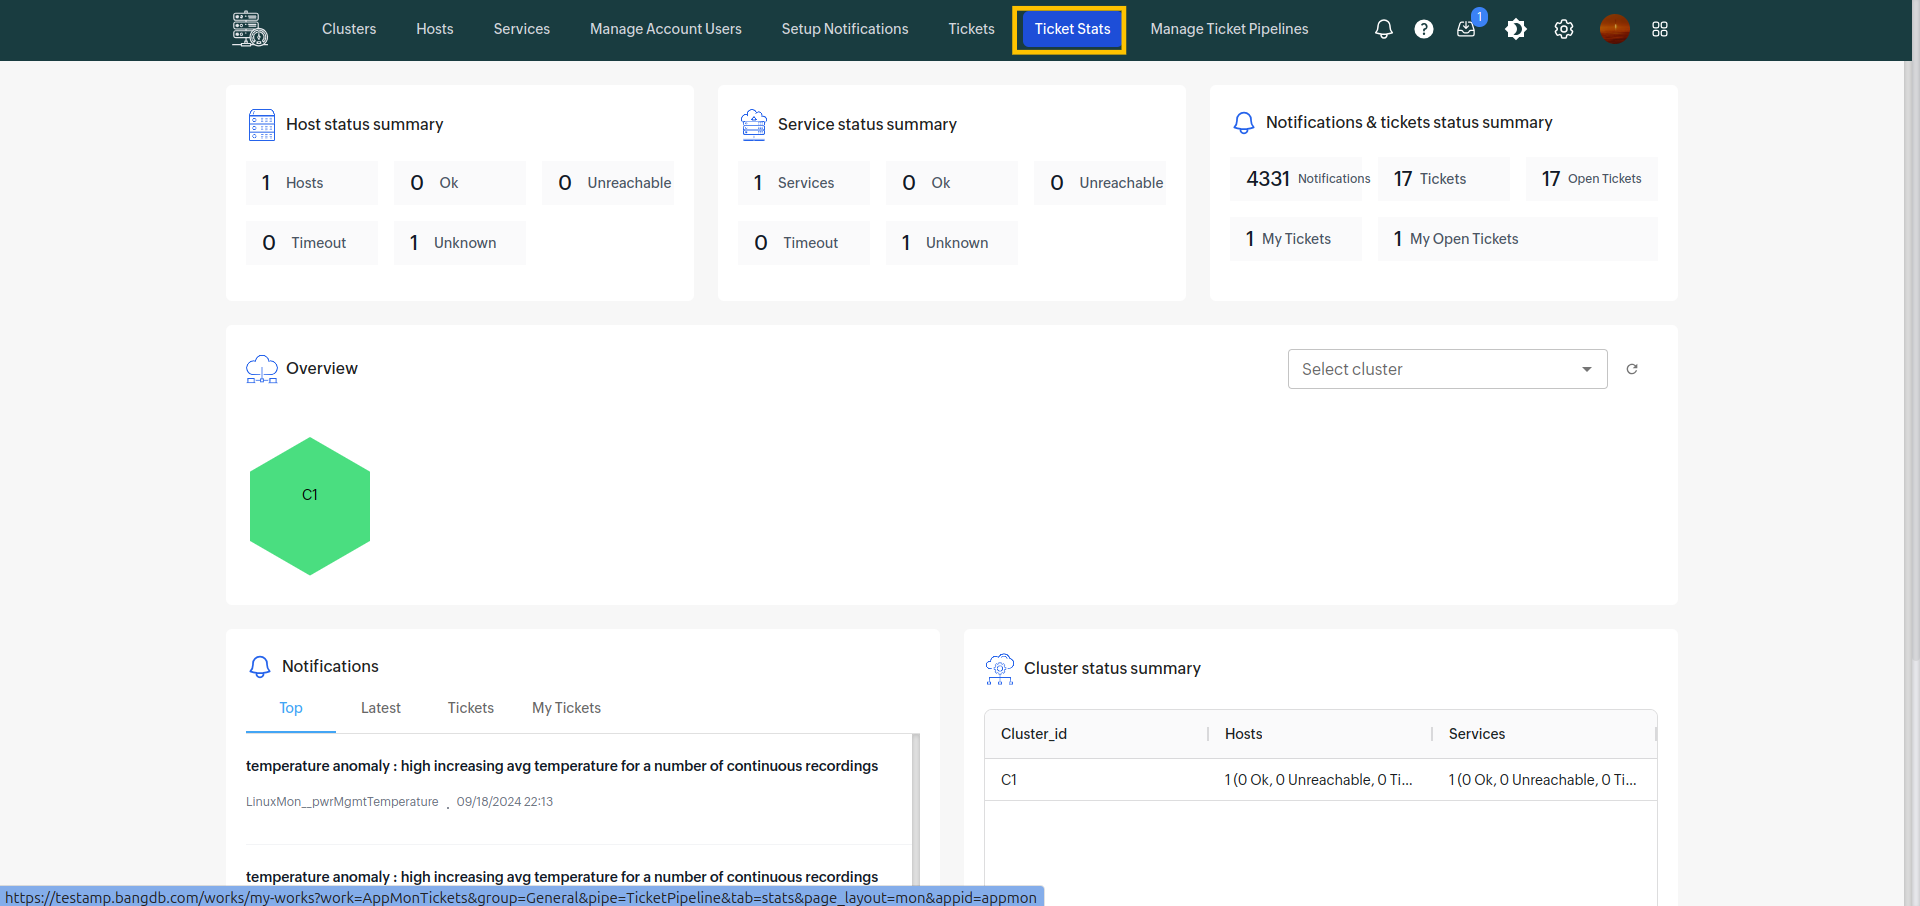 Clusters Hosts Services Manage Account Users Setup Notifications Tickets Ticket Stats Manage Ticket Pipelines ? 1
Host status summary
1 Hosts 0 Ok 0 Unreachable
0 Timeout 1 Unknown
Service status summary
1 Services 0 Ok 0 Unreachable
0 Timeout 1 Unknown
Notifications & tickets status summary
4331 Notifications 17 Tickets 17 Open Tickets
1 My Tickets 1 My Open Tickets
Overview
Select cluster
C1
Notifications
Top Latest Tickets My Tickets
temperature anomaly : high increasing avg temperature for a number of continuous recordings
LinuxMon__pwrMgmtTemperature . 09/18/2024 22:13
temperature anomaly : high increasing avg temperature for a number of continuous recordings
Cluster status summary
Cluster_id Hosts Services
C1 1 (0 Ok, 0 Unreachable, 0 Ti... 1 (0 Ok, 0 Unreachable, 0 Ti...
https://testamp.bangdb.com/works/my-works?work=AppMonTickets&group=General&pipe=TicketPipeline&tab=stats&page_layout=mon&appid=appmon